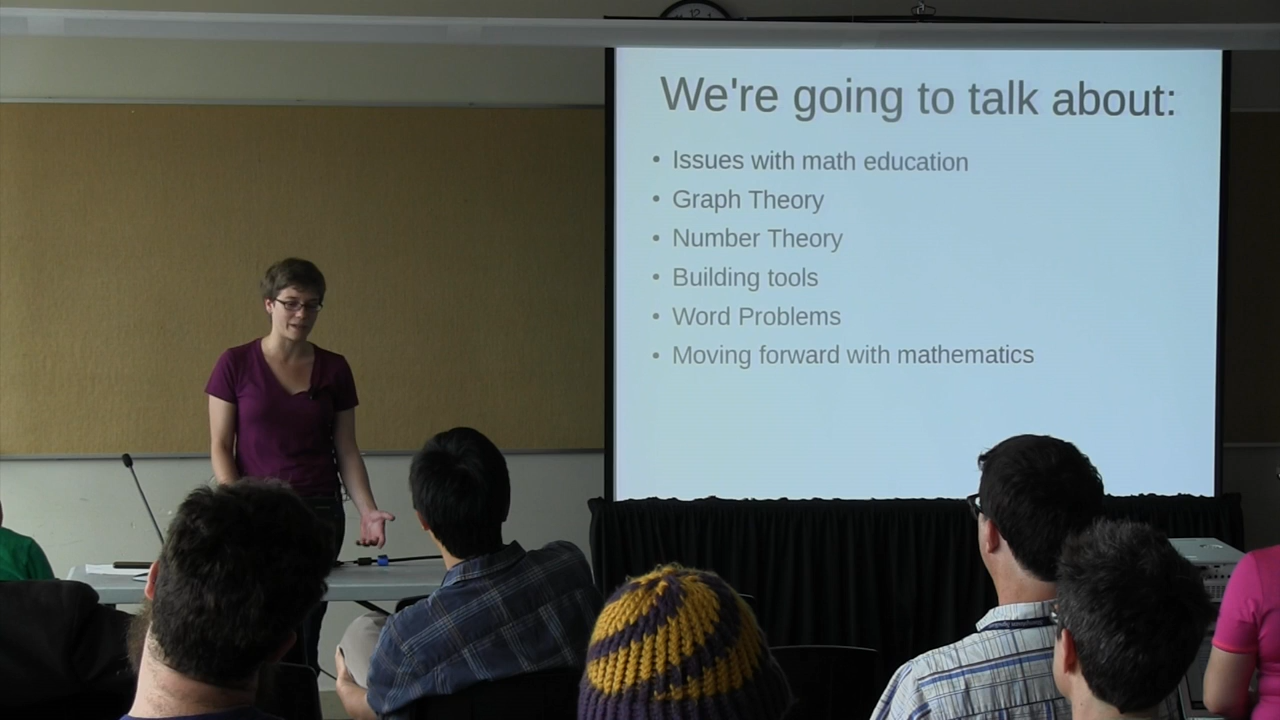 We're going to talk about:
• Issues with math education
• Graph Theory
• Number Theory
• Building tools
• Word Problems
• Moving forward with mathematics